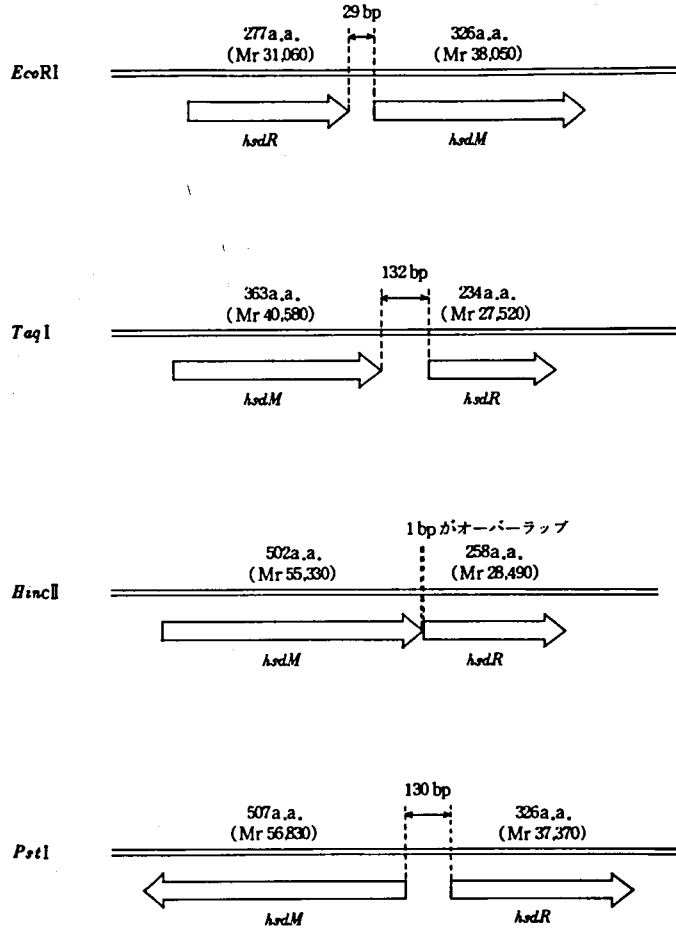 29 bp
277a.a.
(Mr 31,060)
326a.a.
(Mr 38,050)
EcoRI
hsdR
hsdM
132 bp
363a.a.
(Mr 40,580)
234a.a.
(Mr 27,520)
TaqI
hsdM
hsdR
1 bpがオーバーラップ
502a.a.
(Mr 55,330)
258a.a.
(Mr 28,490)
HincⅡ
hsdM
hsdR
130 bp
507a.a.
(Mr 56,830)
326a.a.
(Mr 37,370)
PstI
hsdM
hsdR